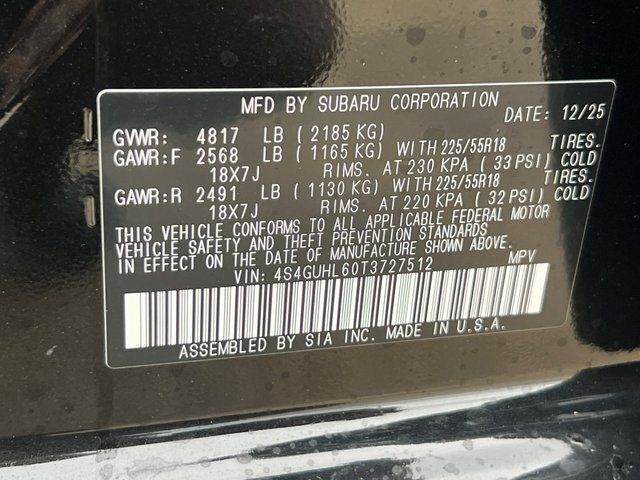 MFD BY SUBARU CORPORATION DATE: 12/25
GVWR: 4817 LB ( 2185 KG)
GAWR:F 2568 LB ( 1165 KG) WITH 225/55R18 TIRES.
18X7J RIMS. AT 230 KPA ( 33 PSI) COLD
GAWR:R 2491 LB ( 1130 KG) WITH 225/55R18 TIRES.
18X7J RIMS. AT 220 KPA ( 32 PSI) COLD
THIS VEHICLE CONFORMS TO ALL APPLICABLE FEDERAL MOTOR
VEHICLE SAFETY AND THEFT PREVENTION STANDARDS
IN EFFECT ON THE DATE OF MANUFACTURE SHOWN ABOVE.
VIN: 4S4GUHL60T3727512 MPV
ASSEMBLED BY SIA INC. MADE IN U.S.A.